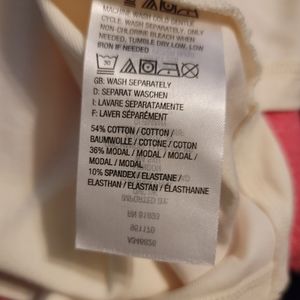 MACHINE WASH COLD GENTLE
CYCLE. WASH SEPARATELY, ONLY
NON-CHLORINE BLEACH WHEN
NEEDED, TUMBLE DRY LOW, LOW
IRON IF NEEDED
30
GB: WASH SEPARATELY
D: SEPARAT WASCHEN
I: LAVARE SEPARATAMENTE
F: LAVER SÉPARÉMENT
54% COTTON / COTTON /
BAUMWOLLE / COTONE / COTON
36% MODAL / MODAL / MODAL /
MODAL / MODAL
10% SPANDEX / ELASTANE /
ELASTHAN / ELASTAN / ÉLASTHANNE